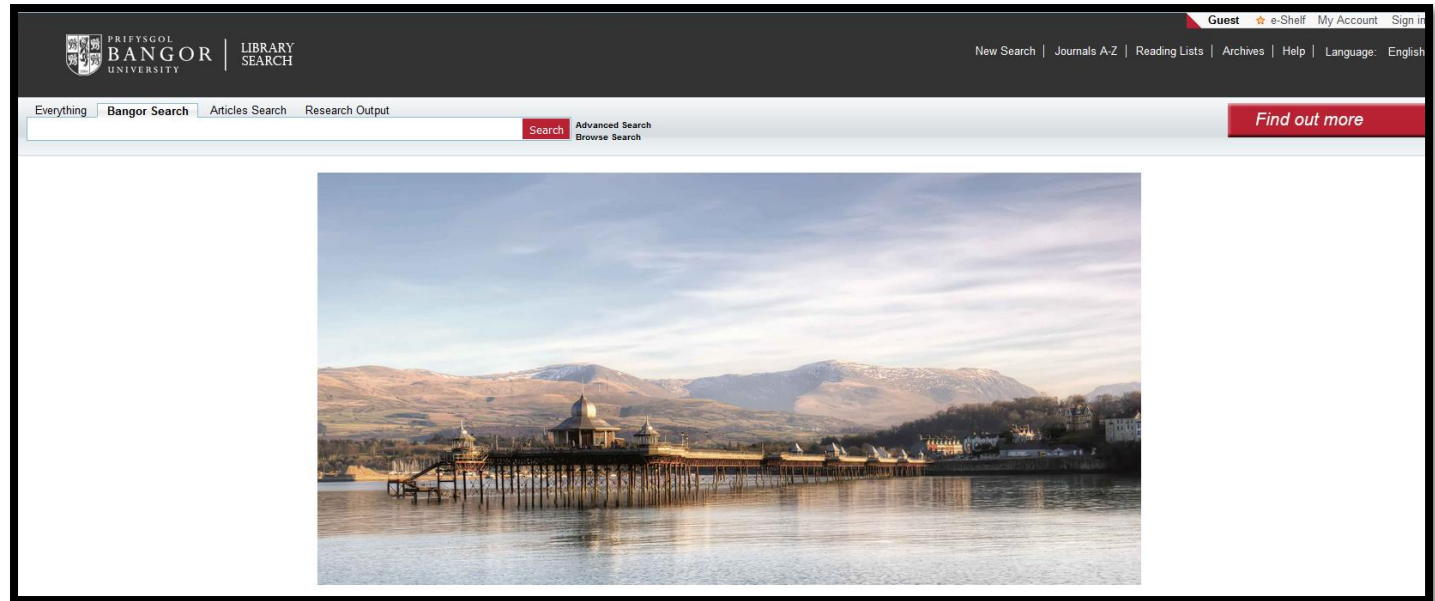 Guest e-Shelf My Account Sign in
PRIFYSGOL
BANGOR
UNIVERSITY
LIBRARY
SEARCH
New Search | Journals A-Z | Reading Lists | Archives | Help | Language: English
Everything Bangor Search Articles Search Research Output
Search
Advanced Search
Browse Search
Find out more